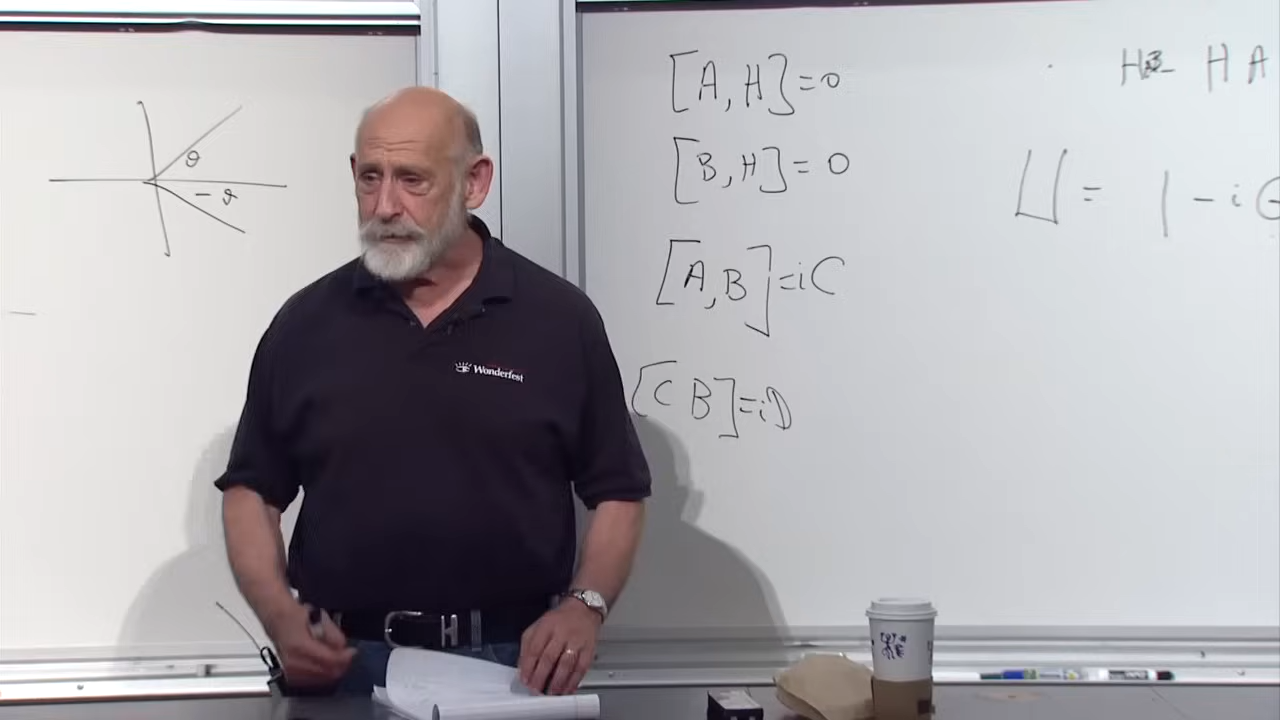 θ
-θ
[A, H] = 0
[B, H] = 0
[A, B] = iC
[C B] = iD
H A
U = 1 - i G
Wonderfest